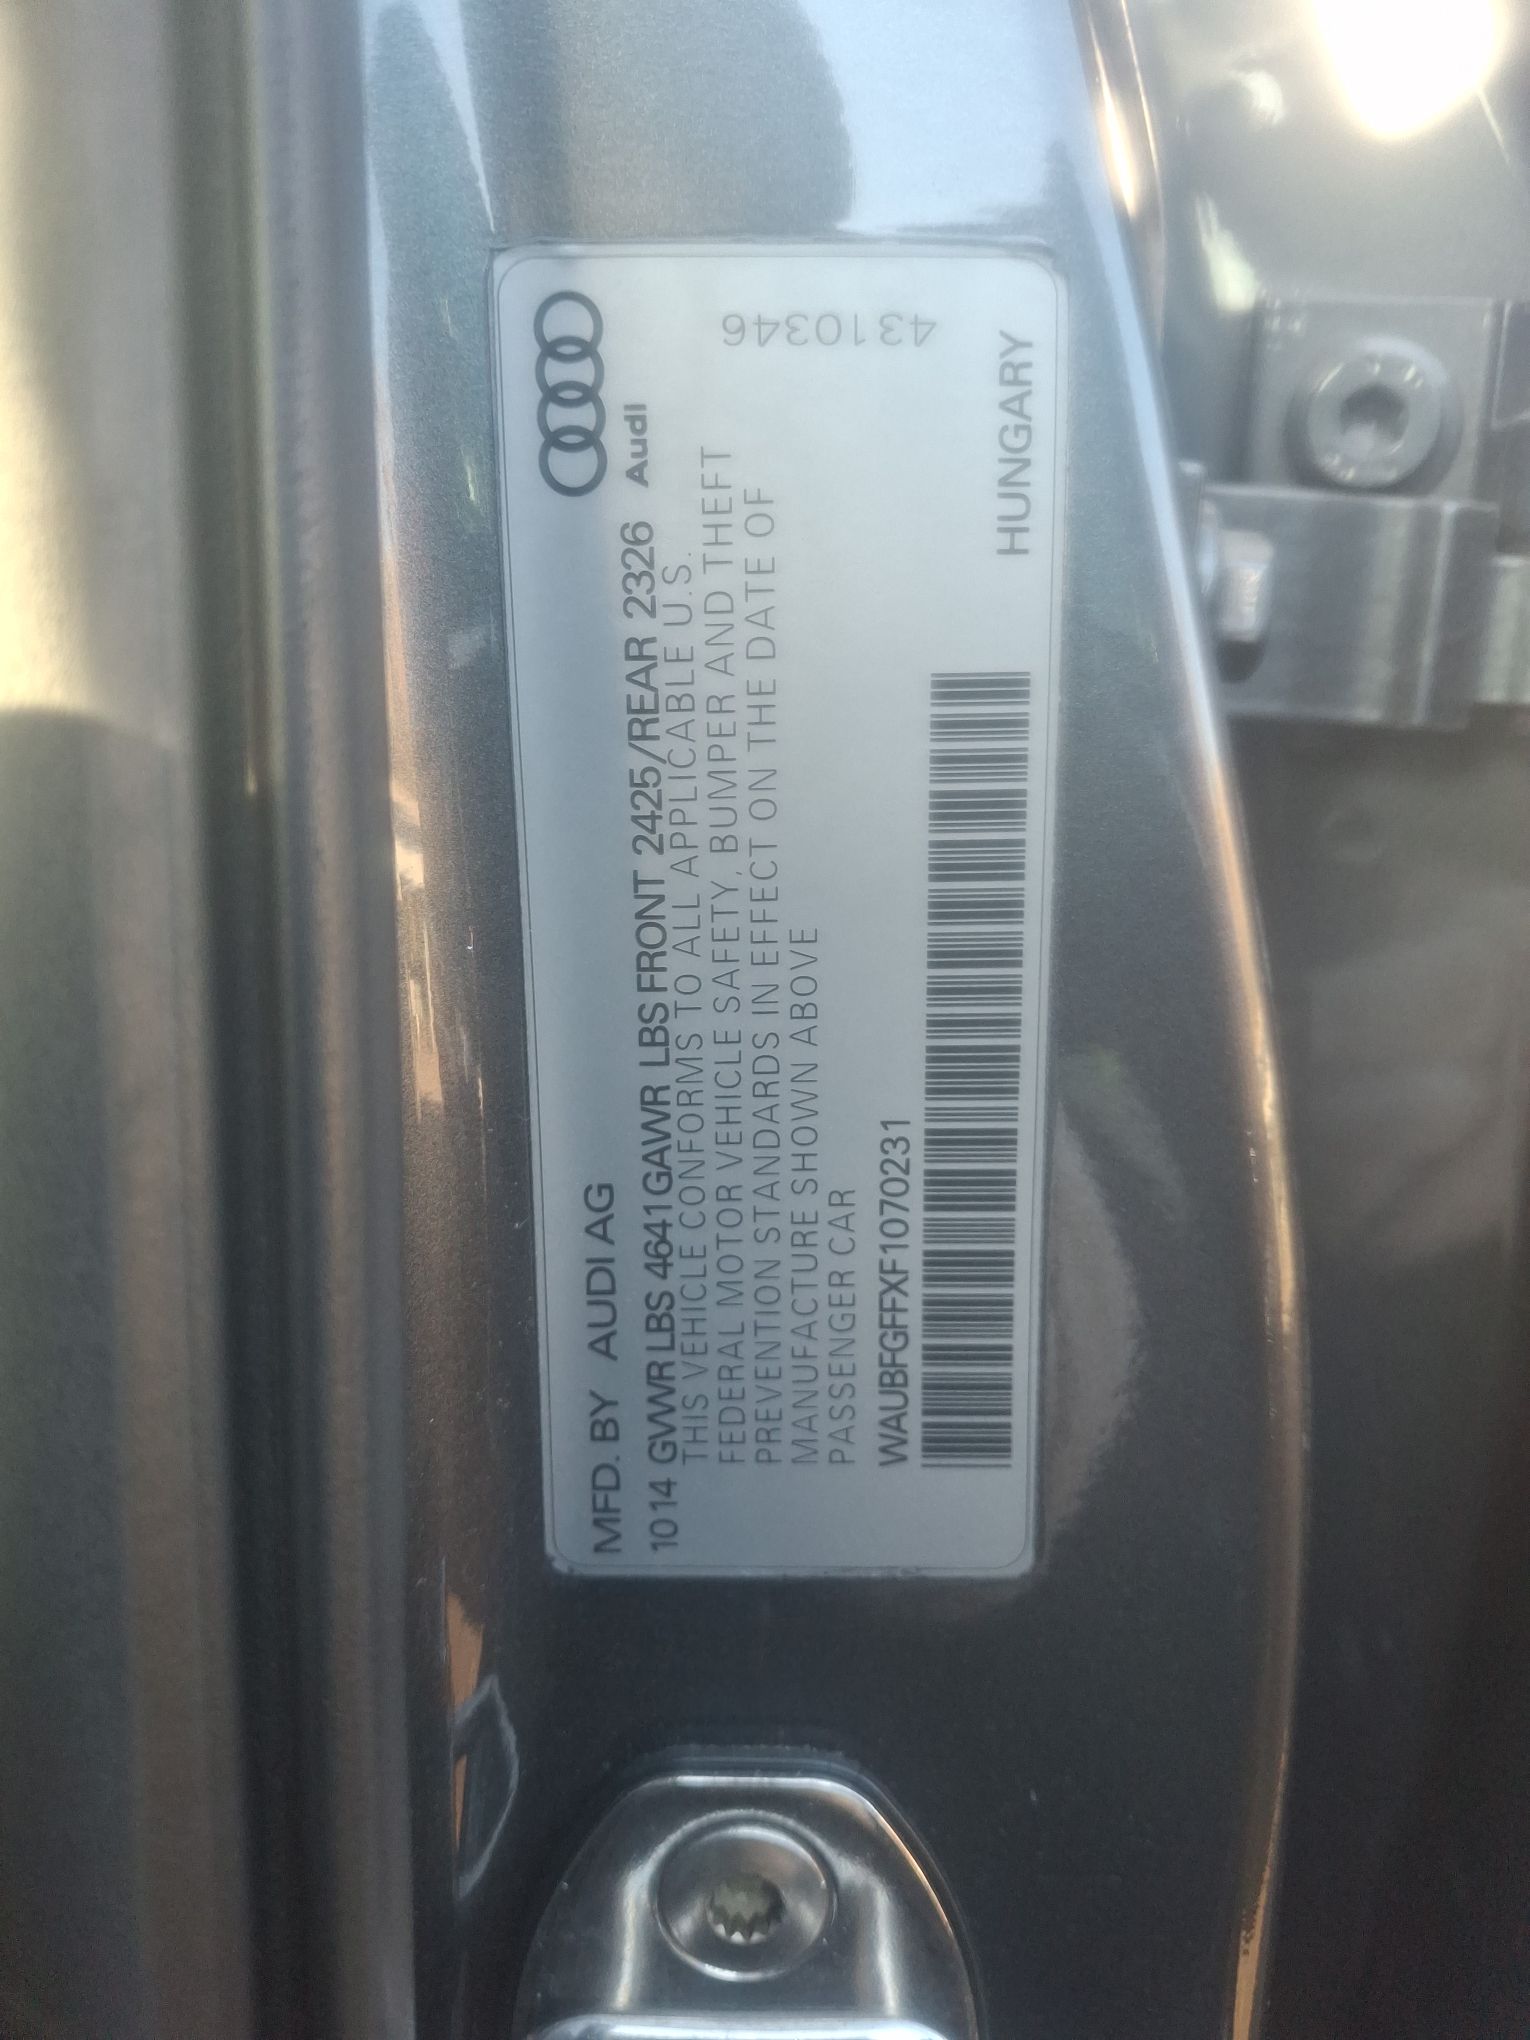 MFD. BY AUDI AG
10 14 GVWR LBS 4641 GAWR LBS FRONT 2425/REAR 2326
Audi
THIS VEHICLE CONFORMS TO ALL APPLICABLE U.S.
FEDERAL MOTOR VEHICLE SAFETY, BUMPER AND THEFT
PREVENTION STANDARDS IN EFFECT ON THE DATE OF
MANUFACTURE SHOWN ABOVE
PASSENGER CAR
4310346
WAUBFGFFXF1070231
HUNGARY